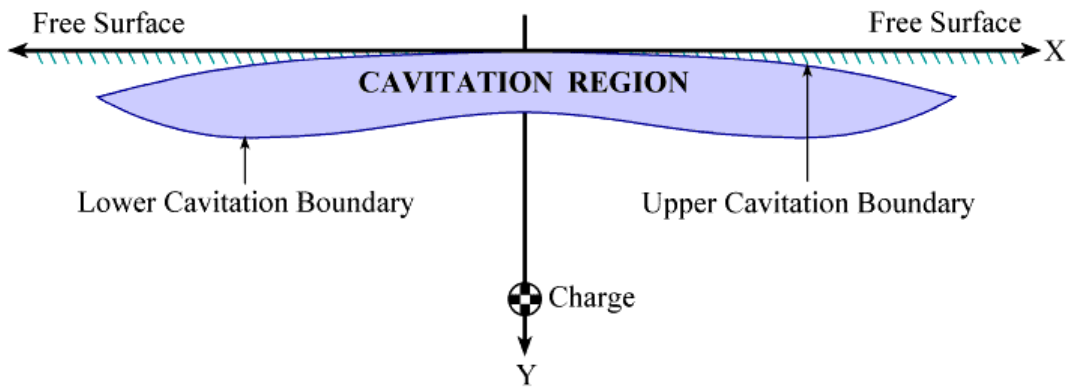 Free Surface
Free Surface
X
CAVITATION REGION
Lower Cavitation Boundary
Upper Cavitation Boundary
Charge
Y